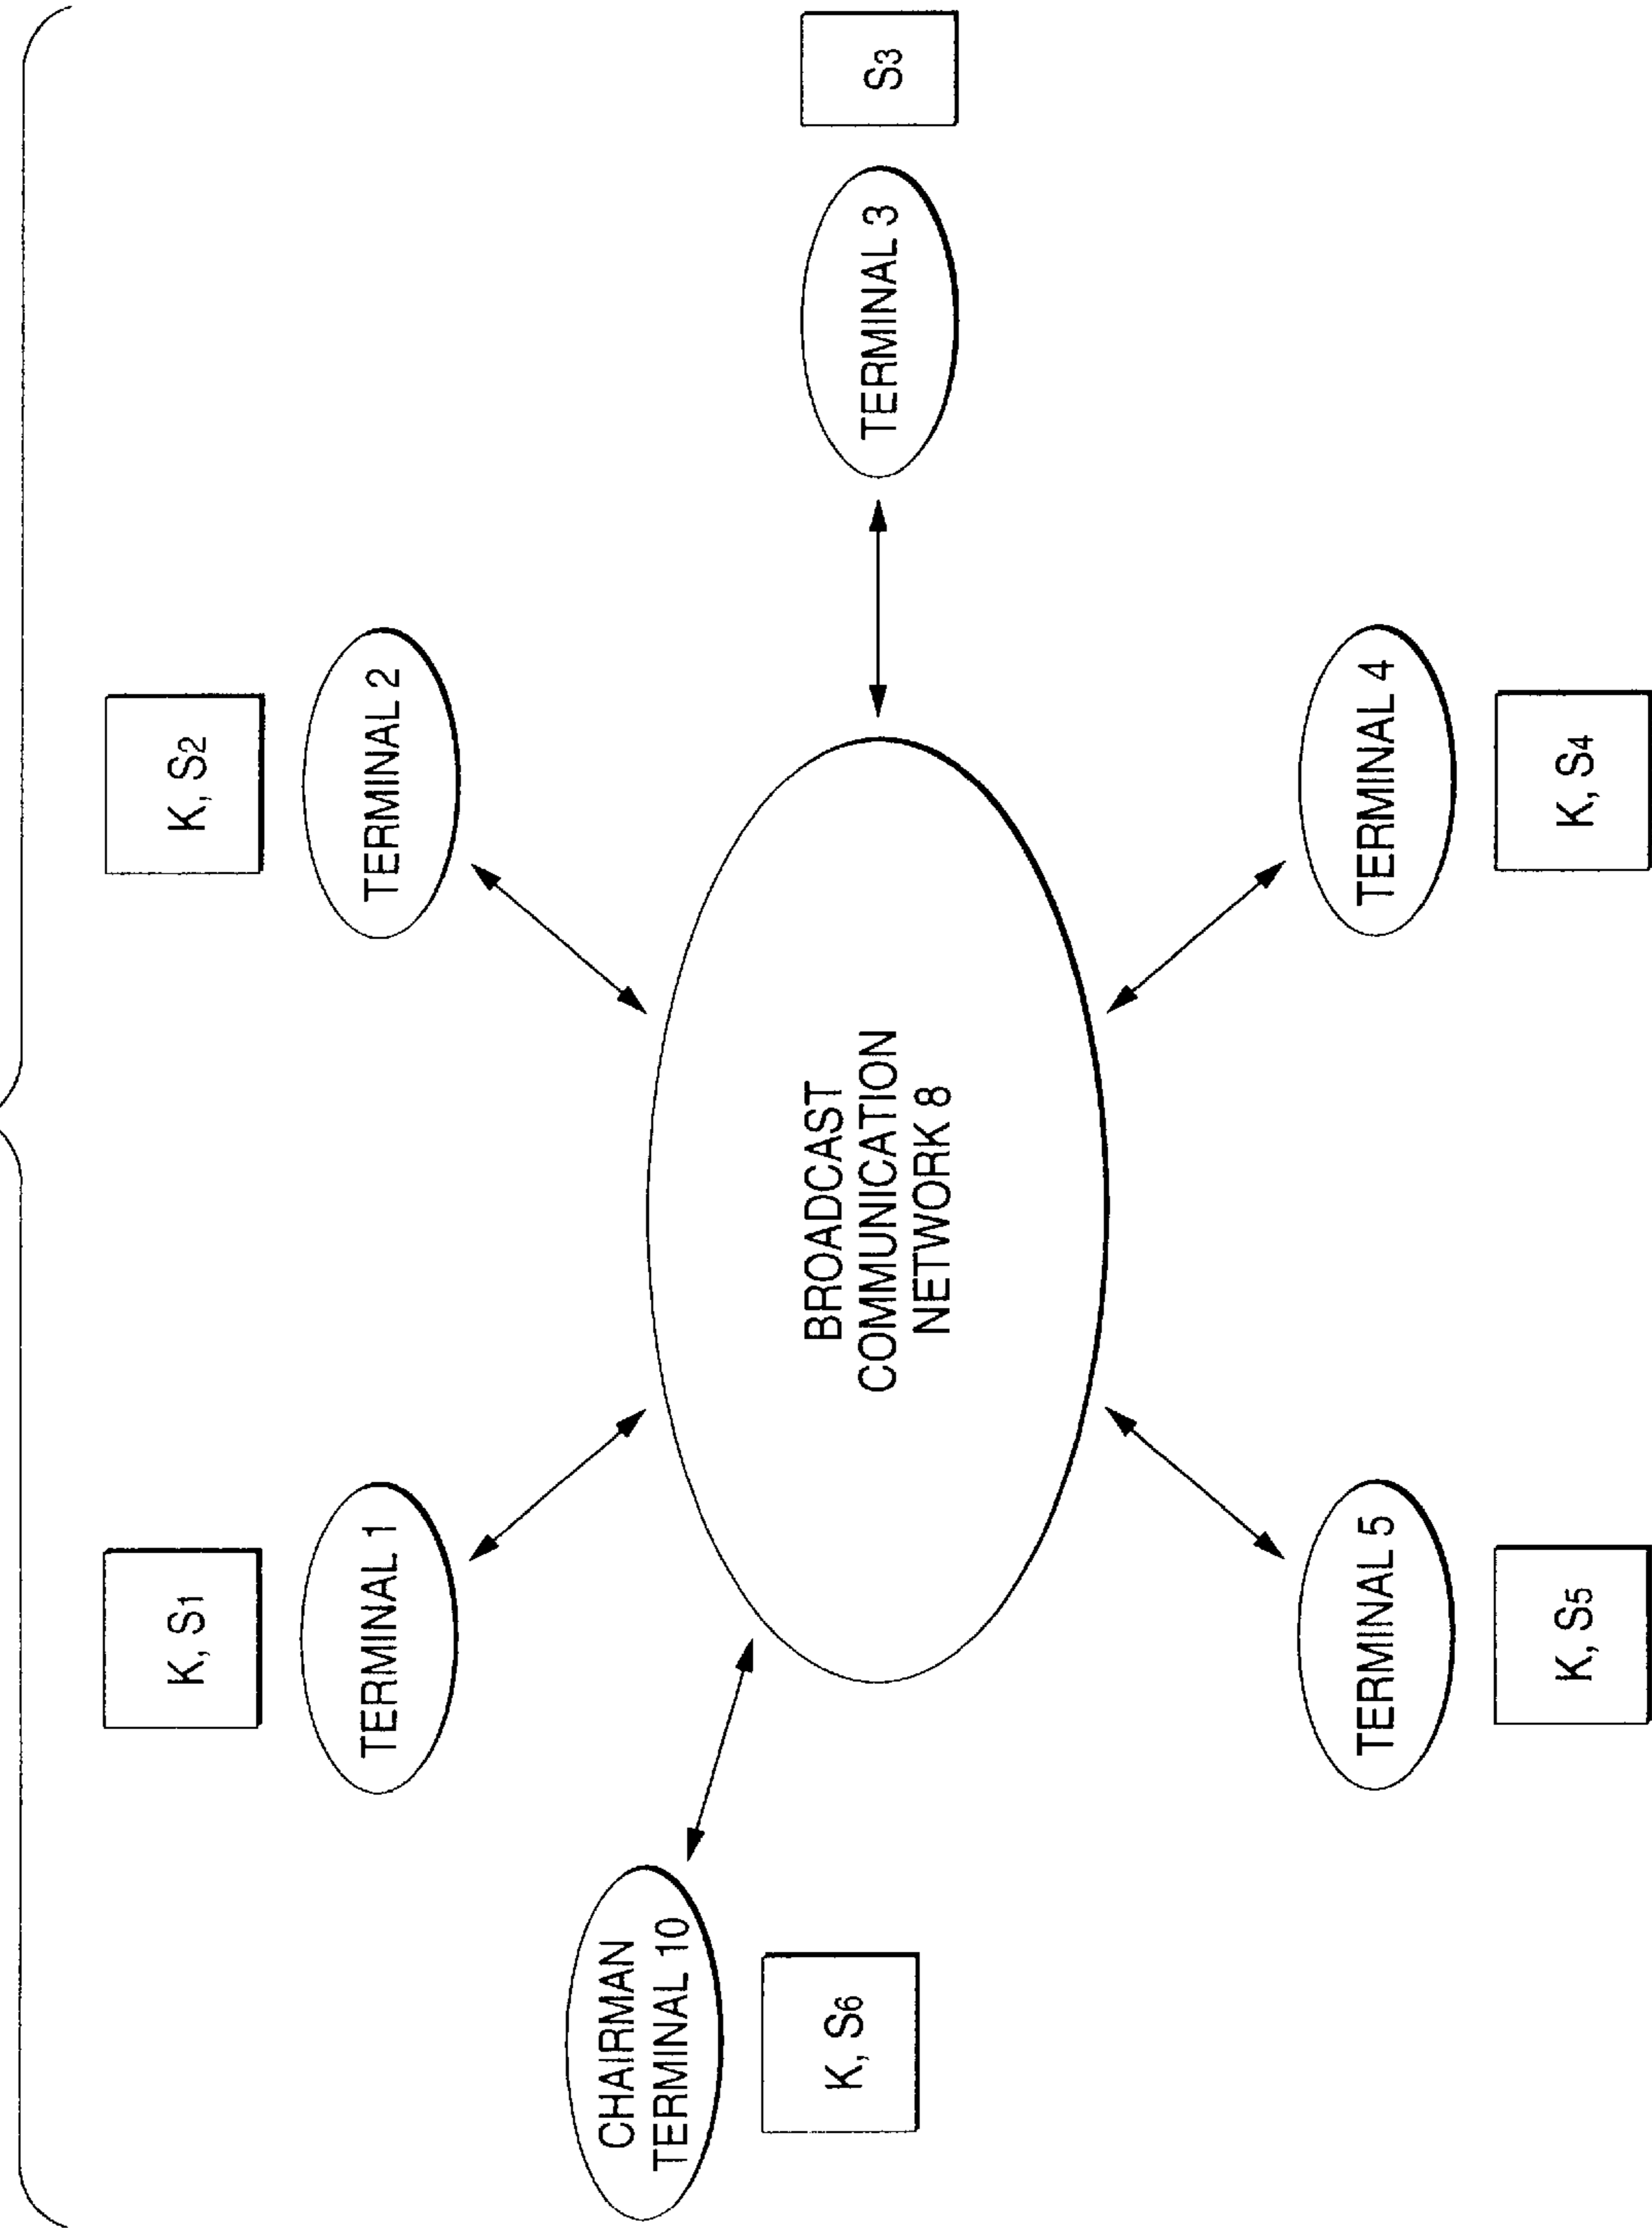 K, S1
TERMINAL 1
K, S2
TERMINAL 2
CHAIRMAN
TERMINAL 10
K, S6
BROADCAST
COMMUNICATION
NETWORK 8
TERMINAL 3
S3
TERMINAL 5
K, S5
TERMINAL 4
K, S4